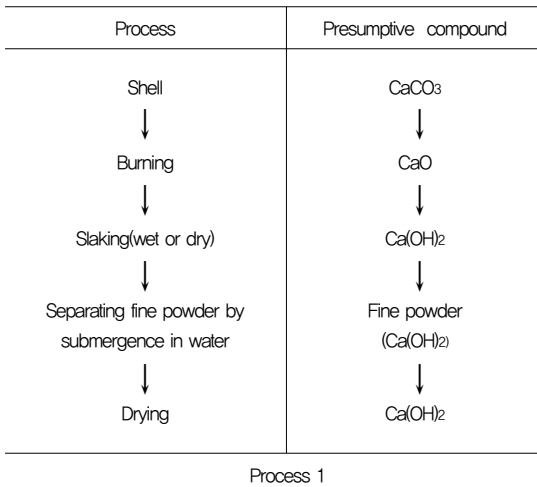 Process Presumptive compound
Shell CaCO3
Burning CaO
Slaking(wet or dry) Ca(OH)2
Separating fine powder by Fine powder
submergence in water (Ca(OH)2)
Drying Ca(OH)2
Process 1